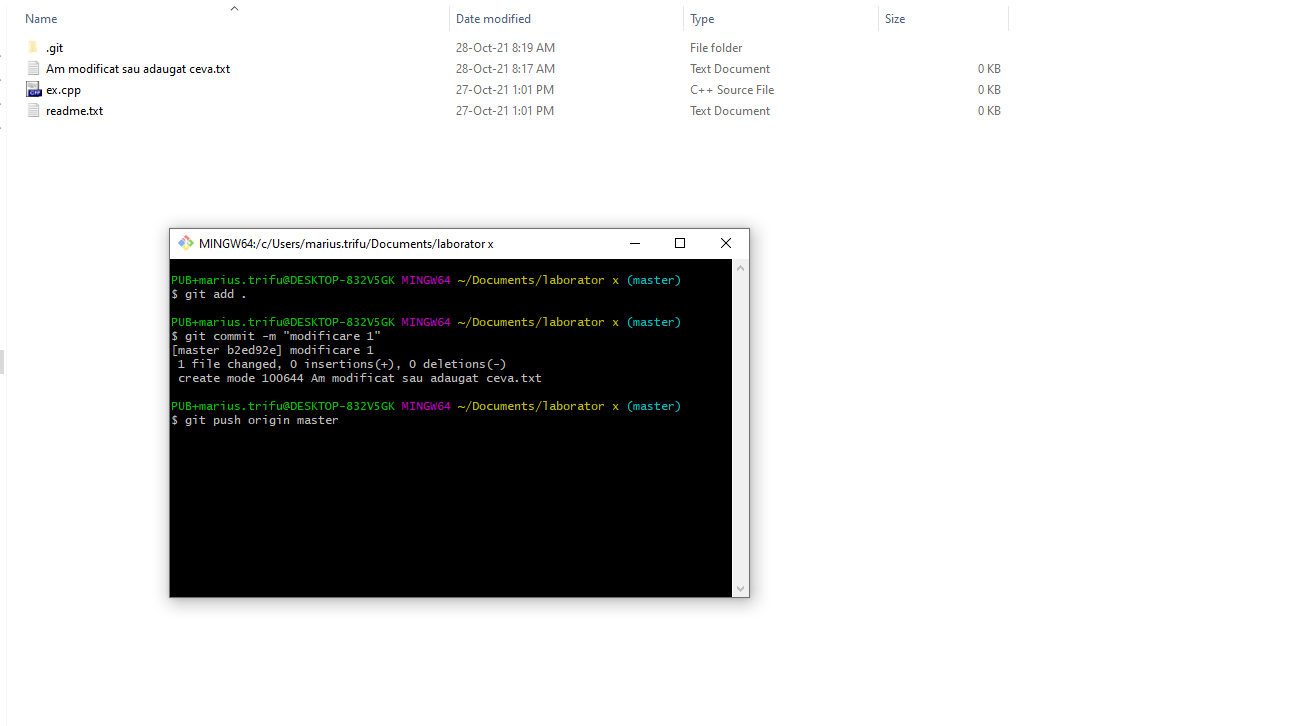 Name Date modified Type Size
.git 28-Oct-21 8:19 AM File folder
Am modificat sau adaugat ceva.txt 28-Oct-21 8:17 AM Text Document 0 KB
ex.cpp 27-Oct-21 1:01 PM C++ Source File 0 KB
readme.txt 27-Oct-21 1:01 PM Text Document 0 KB
MINGW64:/c/Users/marius.trifu/Documents/laborator x
PUB+marius.trifu@DESKTOP-832V5GK MINGW64 ~/Documents/laborator x (master)
$ git add .
PUB+marius.trifu@DESKTOP-832V5GK MINGW64 ~/Documents/laborator x (master)
$ git commit -m "modificare 1"
[master b2ed92e] modificare 1
1 file changed, 0 insertions(+), 0 deletions(-)
create mode 100644 Am modificat sau adaugat ceva.txt
PUB+marius.trifu@DESKTOP-832V5GK MINGW64 ~/Documents/laborator x (master)
$ git push origin master